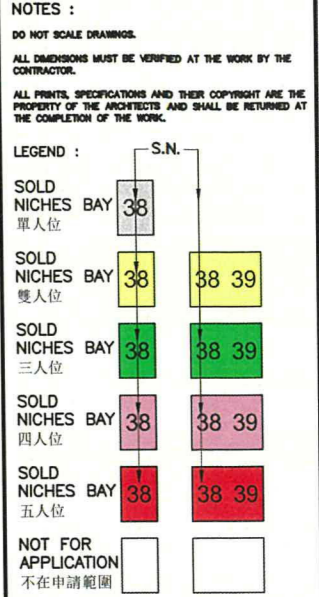 NOTES :
DO NOT SCALE DRAWINGS.
ALL DIMENSIONS MUST BE VERIFIED AT THE WORK BY THE
CONTRACTOR.
ALL PRINTS, SPECIFICATIONS AND THEIR COPYRIGHT ARE THE
PROPERTY OF THE ARCHITECTS AND SHALL BE RETURNED AT
THE COMPLETION OF THE WORK.
LEGEND :
S.N.
SOLD
NICHES BAY
單人位
38
SOLD
NICHES BAY
雙人位
38
38 39
SOLD
NICHES BAY
三人位
38
38 39
SOLD
NICHES BAY
四人位
38
38 39
SOLD
NICHES BAY
五人位
38
38 39
NOT FOR
APPLICATION
不在申請範圍